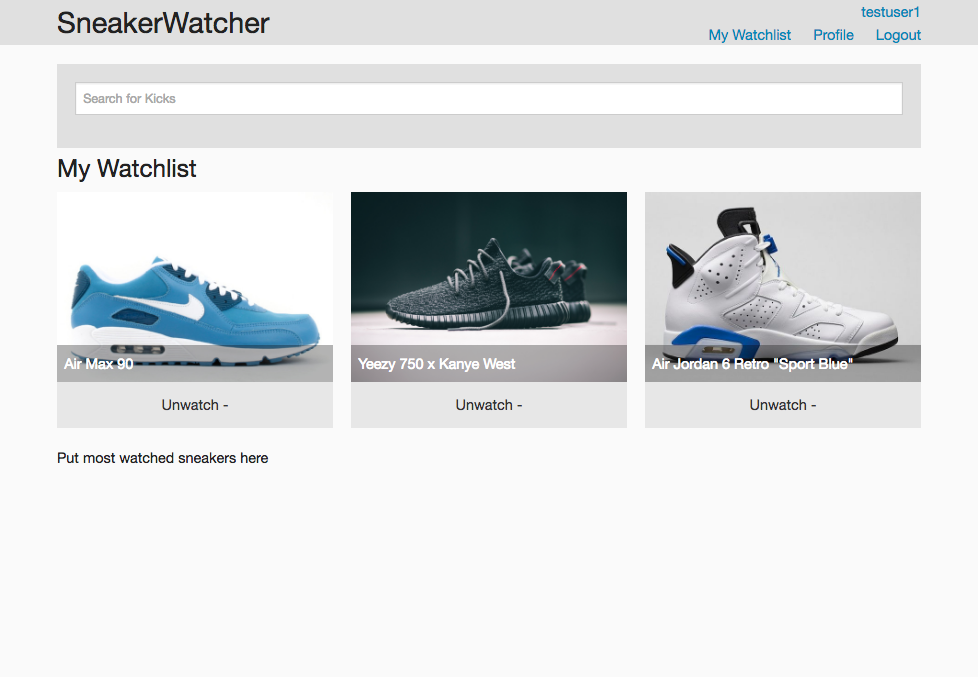 SneakerWatcher
testuser1
My Watchlist Profile Logout
Search for Kicks
My Watchlist
Air Max 90
Yeezy 750 x Kanye West
Air Jordan 6 Retro "Sport Blue"
Unwatch -
Unwatch -
Unwatch -
Put most watched sneakers here